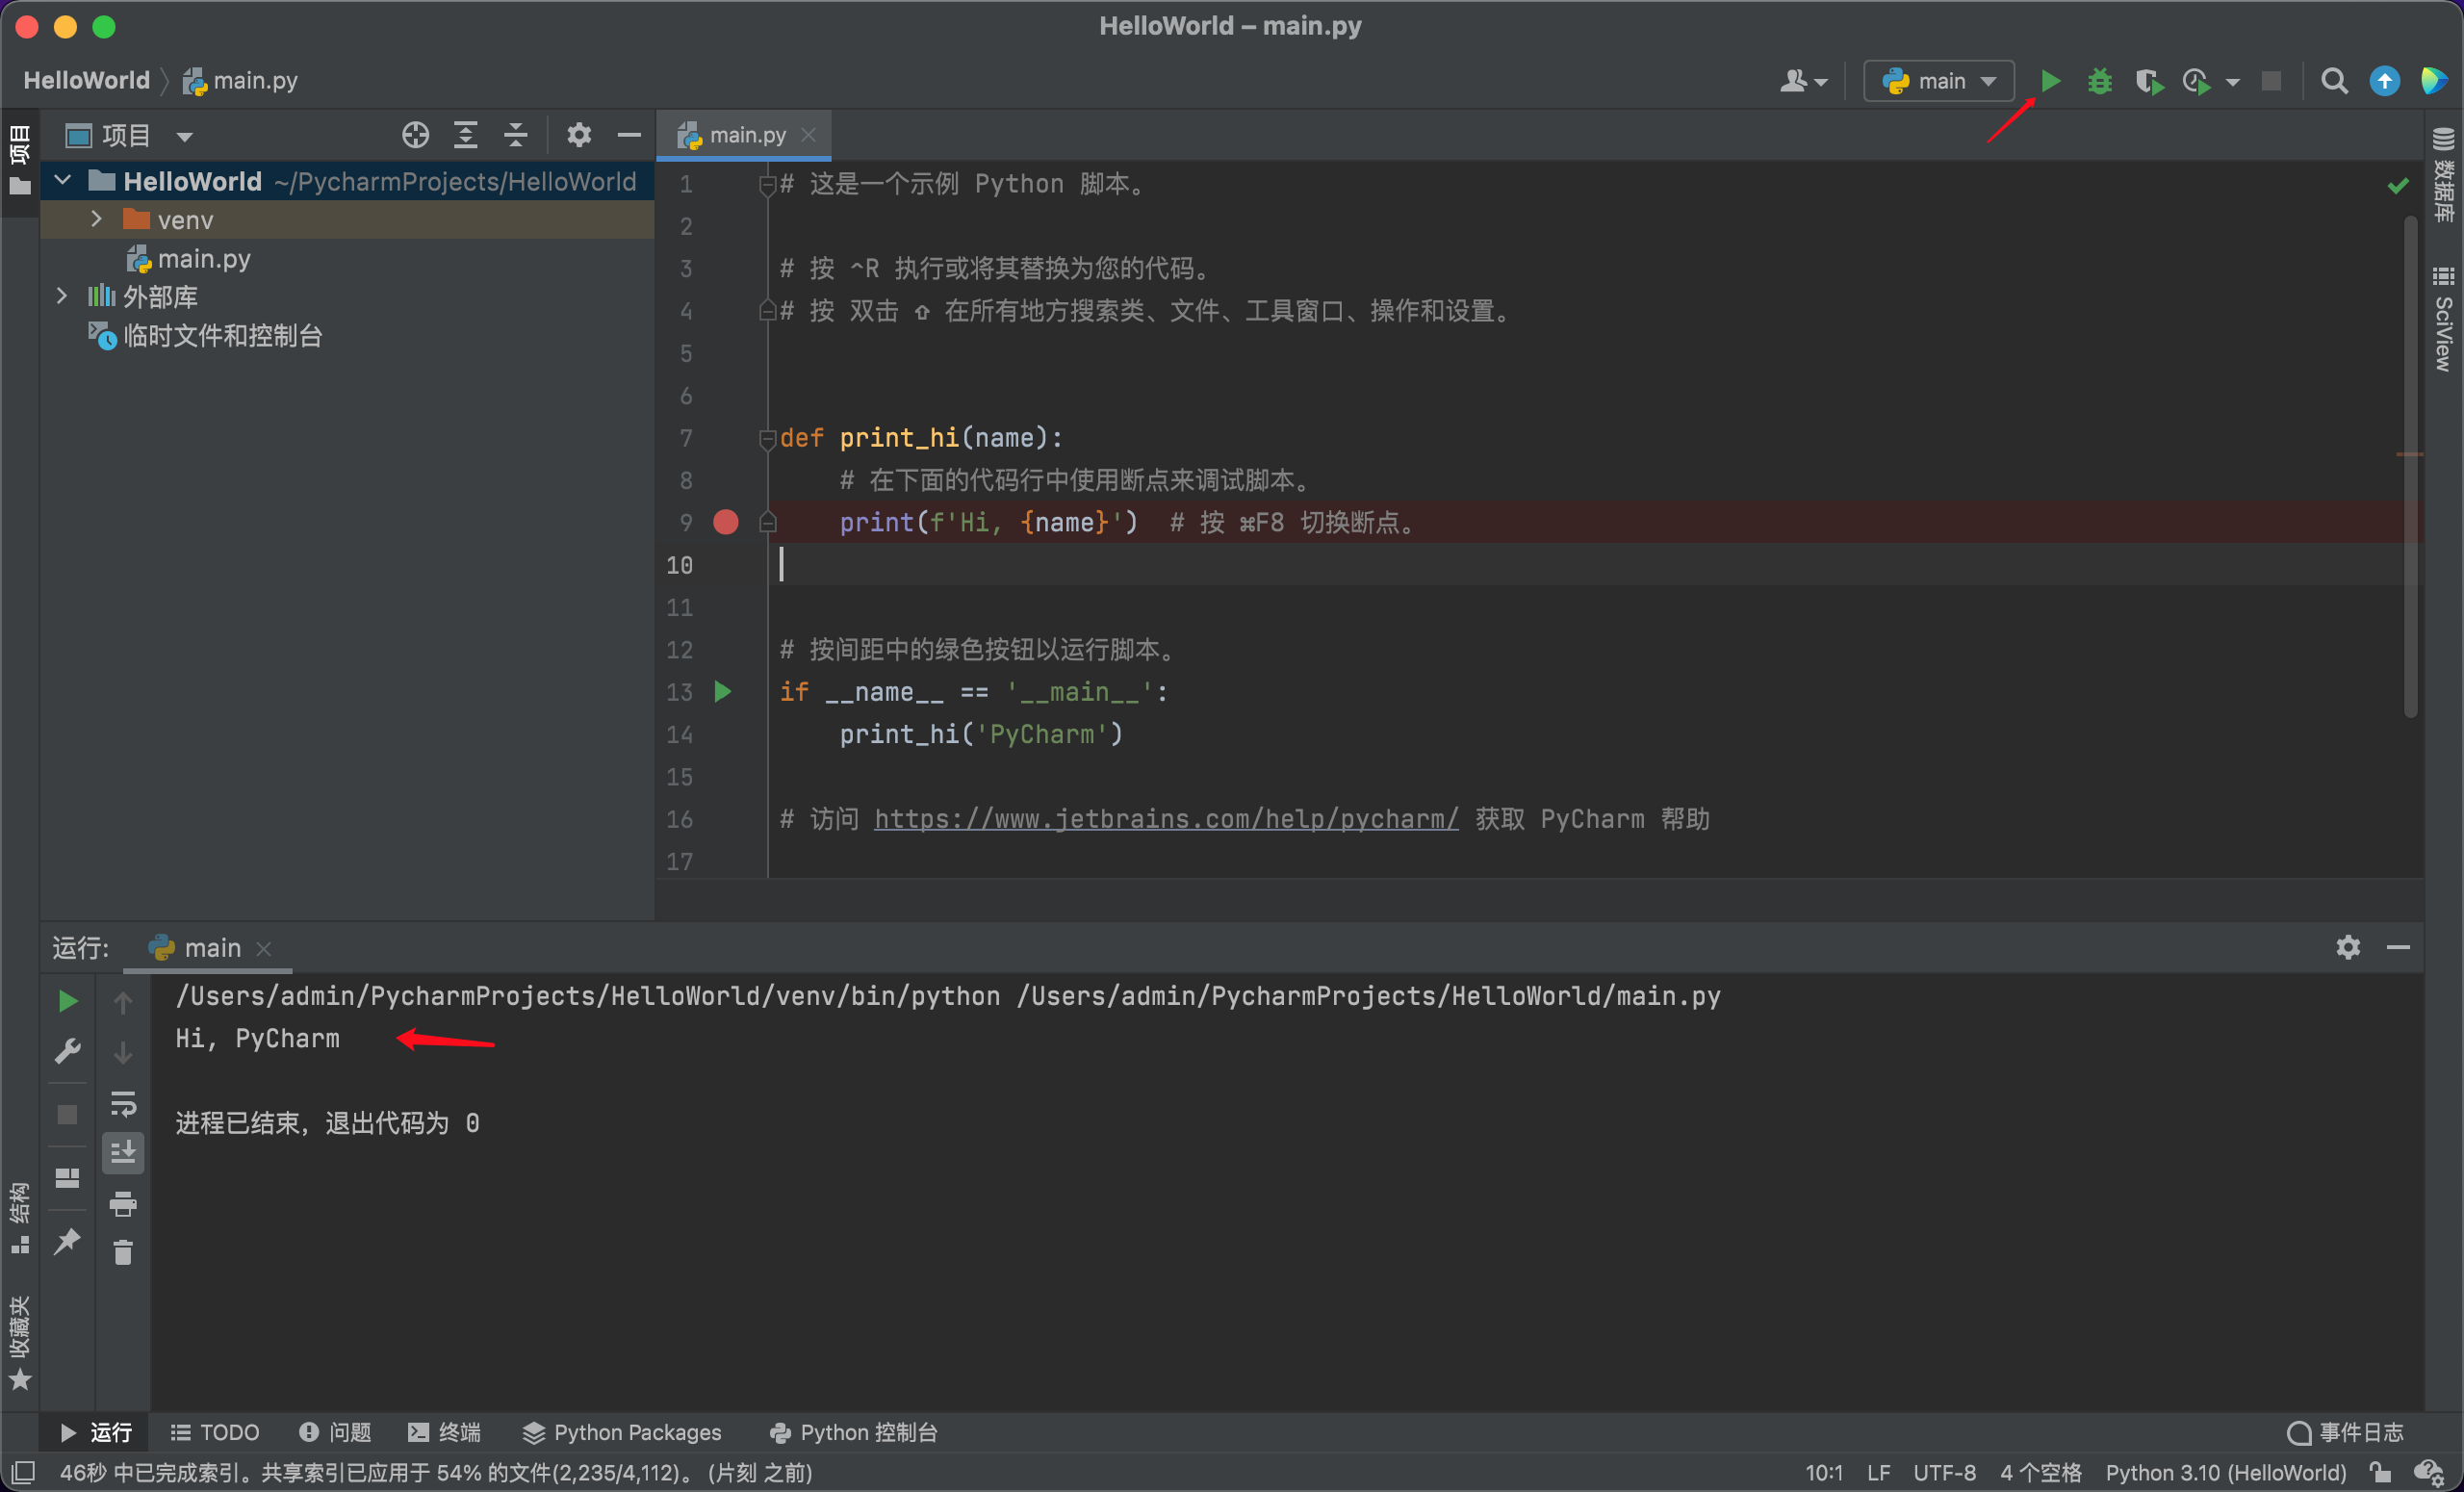 HelloWorld – main.py
HelloWorld main.py
main
项目
项目
main.py
HelloWorld ~/PycharmProjects/HelloWorld
venv
main.py
外部库
临时文件和控制台
1 # 这是一个示例 Python 脚本。
2
3 # 按 ^R 执行或将其替换为您的代码。
4 # 按 双击 ⇧ 在所有地方搜索类、文件、工具窗口、操作和设置。
5
6
7 def print_hi(name):
8 # 在下面的代码行中使用断点来调试脚本。
9 print(f'Hi, {name}') # 按 ⌘F8 切换断点。
10
11
12 # 按间距中的绿色按钮以运行脚本。
13 if __name__ == '__main__':
14 print_hi('PyCharm')
15
16 # 访问 https://www.jetbrains.com/help/pycharm/ 获取 PyCharm 帮助
17
数据库
SciView
运行: main
/Users/admin/PycharmProjects/HelloWorld/venv/bin/python /Users/admin/PycharmProjects/HelloWorld/main.py
Hi, PyCharm
进程已结束, 退出代码为 0
结构
收藏夹
运行 TODO 问题 终端 Python Packages Python 控制台 事件日志
46秒 中已完成索引。共享索引已应用于 54% 的文件(2,235/4,112)。 (片刻 之前) 10:1 LF UTF-8 4 个空格 Python 3.10 (HelloWorld)